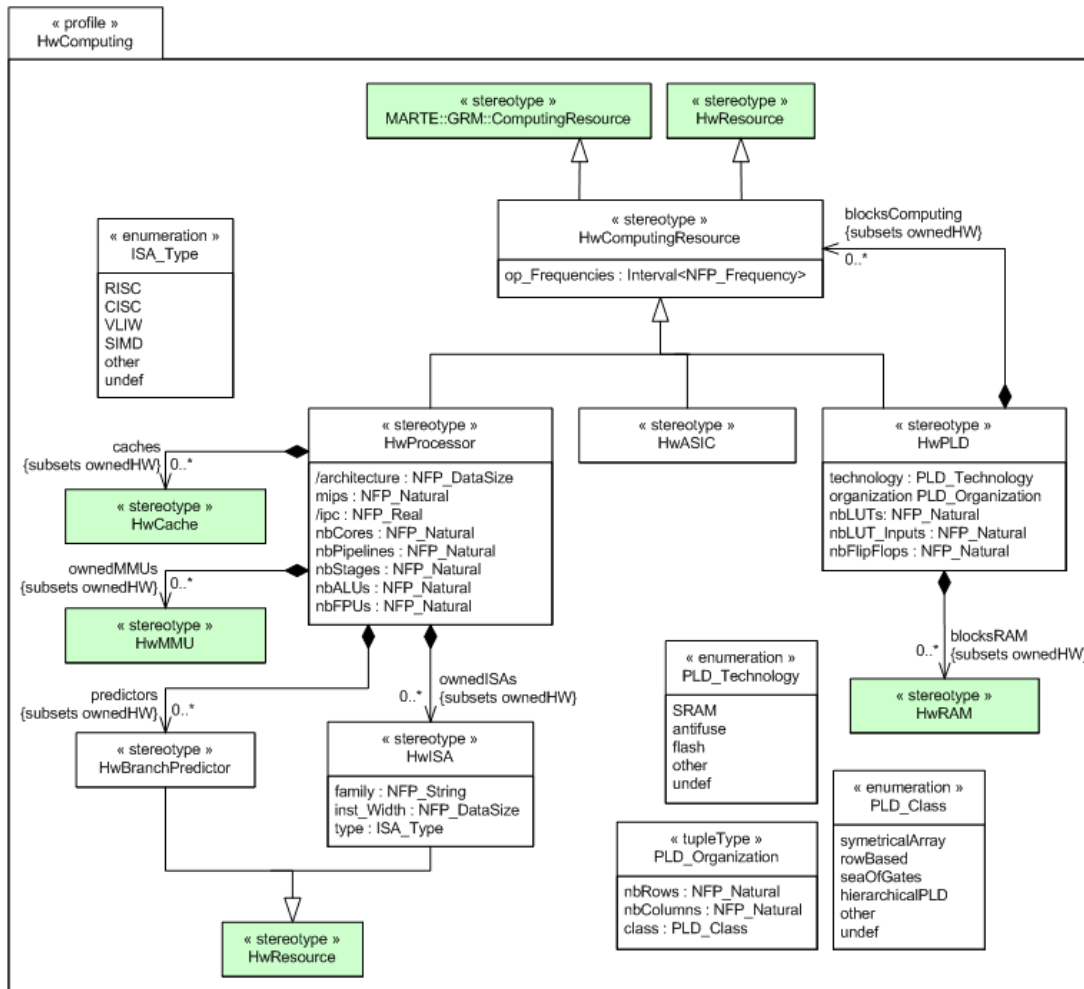 « profile »
HwComputing
« stereotype »
MARTE::GRM::ComputingResource
« stereotype »
HwResource
« stereotype »
HwComputingResource
op_Frequencies : Interval<NFP_Frequency>
blocksComputing
{subsets ownedHW}
0..*
« enumeration »
ISA_Type
RISC
CISC
VLIW
SIMD
other
undef
« stereotype »
HwProcessor
/architecture : NFP_DataSize
mips : NFP_Natural
/ipc : NFP_Real
nbCores : NFP_Natural
nbPipelines : NFP_Natural
nbStages : NFP_Natural
nbALUs : NFP_Natural
nbFPUs : NFP_Natural
« stereotype »
HwASIC
« stereotype »
HwPLD
technology : PLD_Technology
organization PLD_Organization
nbLUTs: NFP_Natural
nbLUT_Inputs : NFP_Natural
nbFlipFlops : NFP_Natural
caches
{subsets ownedHW}
0..*
« stereotype »
HwCache
ownedMMUs
{subsets ownedHW}
0..*
« stereotype »
HwMMU
predictors
{subsets ownedHW}
0..*
« stereotype »
HwBranchPredictor
ownedISAs
{subsets ownedHW}
0..*
« stereotype »
HwISA
family : NFP_String
inst_Width : NFP_DataSize
type : ISA_Type
blocksRAM
{subsets ownedHW}
0..*
« stereotype »
HwRAM
« enumeration »
PLD_Technology
SRAM
antifuse
flash
other
undef
« enumeration »
PLD_Class
symetricalArray
rowBased
seaOfGates
hierarchicalPLD
other
undef
« tupleType »
PLD_Organization
nbRows : NFP_Natural
nbColumns : NFP_Natural
class : PLD_Class
« stereotype »
HwResource